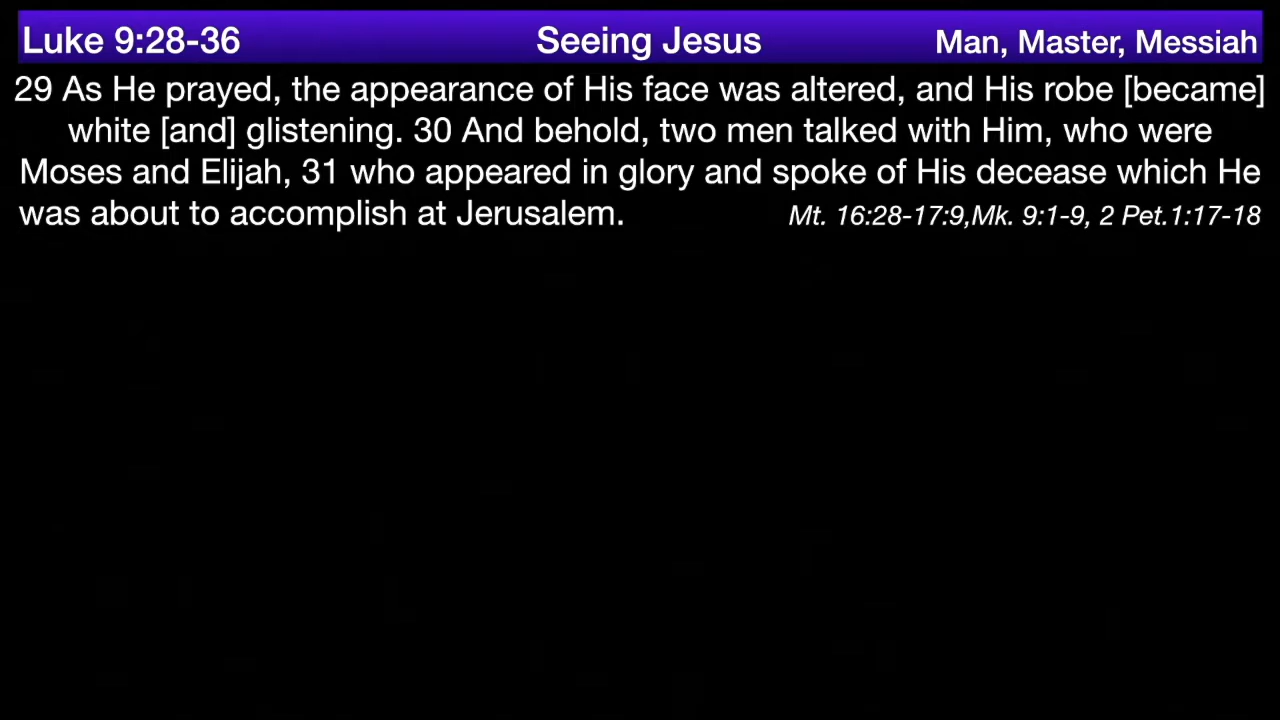 Luke 9:28-36 Seeing Jesus Man, Master, Messiah
29 As He prayed, the appearance of His face was altered, and His robe [became]
white [and] glistening. 30 And behold, two men talked with Him, who were
Moses and Elijah, 31 who appeared in glory and spoke of His decease which He
was about to accomplish at Jerusalem. Mt. 16:28-17:9,Mk. 9:1-9, 2 Pet.1:17-18